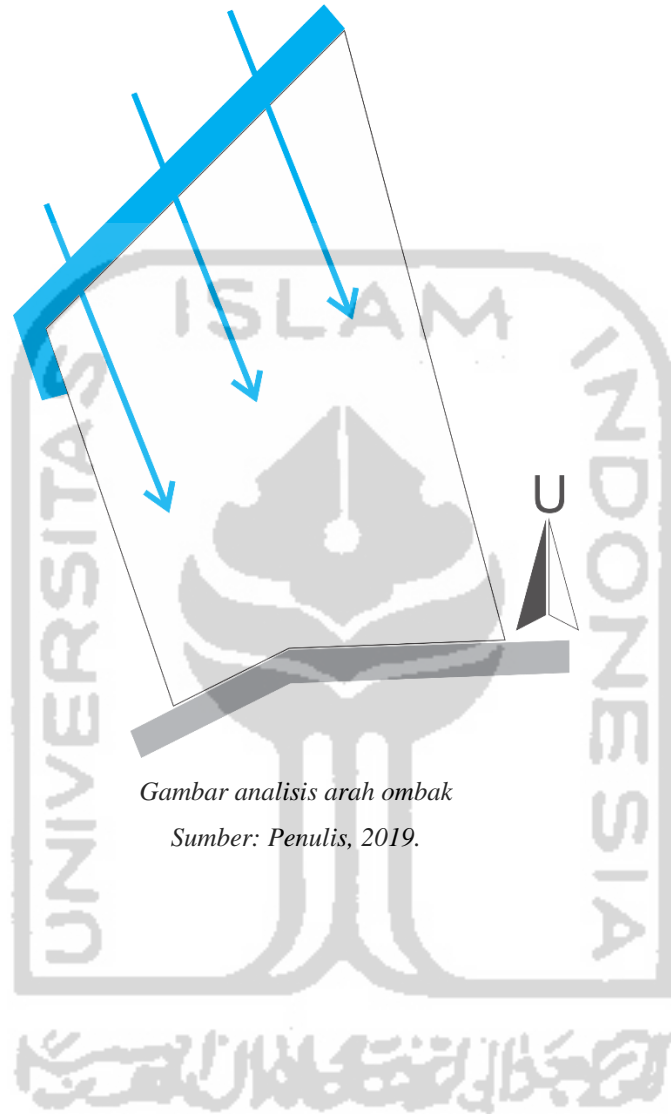 ISLAM
UNIVERSITAS
INDONESIA
U
Gambar analisis arah ombak
Sumber: Penulis, 2019.